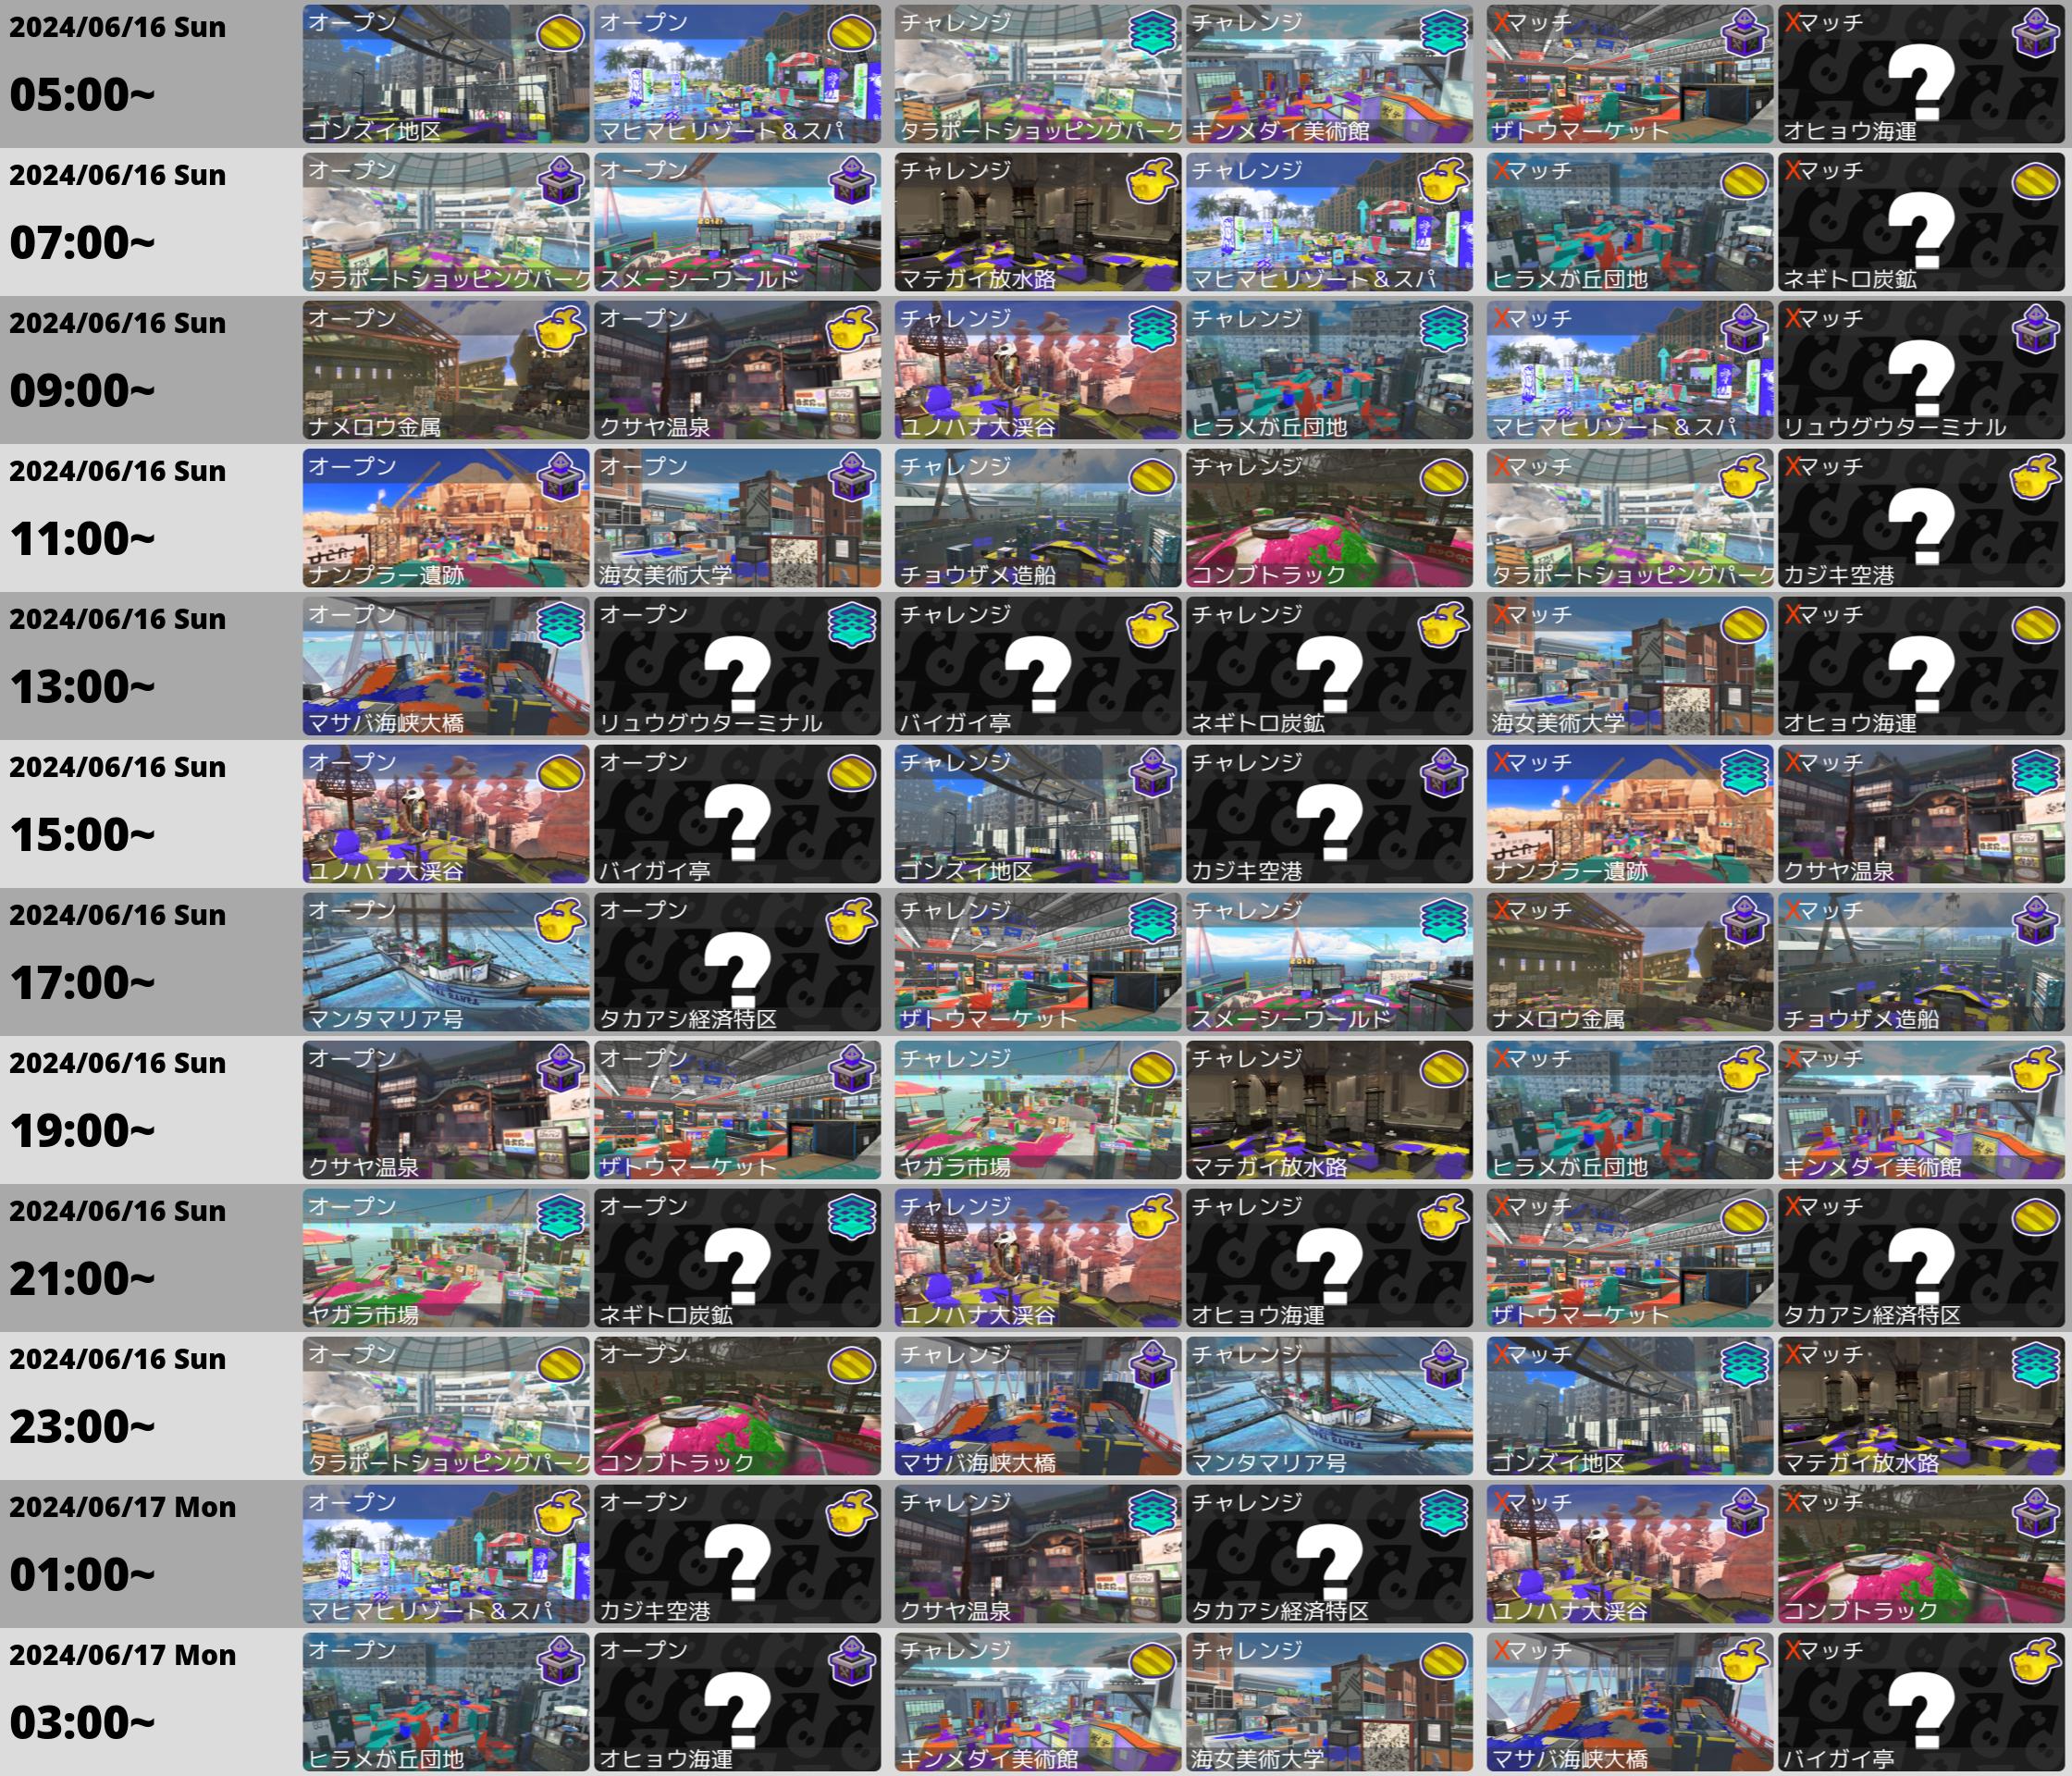 2024/06/16 Sun
05:00~
オープン
ゴンズイ地区
オープン
マヒマヒリゾート＆スパ
チャレンジ
タラポートショッピングパーク
チャレンジ
キンメダイ美術館
Xマッチ
ザトウマーケット
Xマッチ
?
オヒョウ海運
2024/06/16 Sun
07:00~
オープン
タラポートショッピングパーク
オープン
スメーシーワールド
チャレンジ
マテガイ放水路
チャレンジ
マヒマヒリゾート＆スパ
Xマッチ
ヒラメが丘団地
Xマッチ
?
ネギトロ炭鉱
2024/06/16 Sun
09:00~
オープン
ナメロウ金属
オープン
クサヤ温泉
チャレンジ
ユノハナ大渓谷
チャレンジ
ヒラメが丘団地
Xマッチ
マヒマヒリゾート＆スパ
Xマッチ
?
リュウグウターミナル
2024/06/16 Sun
11:00~
オープン
ナンプラー遺跡
オープン
海女美術大学
チャレンジ
チョウザメ造船
チャレンジ
コンブトラック
Xマッチ
タラポートショッピングパーク
Xマッチ
?
カジキ空港
2024/06/16 Sun
13:00~
オープン
マサバ海峡大橋
オープン
?
リュウグウターミナル
チャレンジ
?
バイガイ亭
チャレンジ
?
ネギトロ炭鉱
Xマッチ
海女美術大学
Xマッチ
?
オヒョウ海運
2024/06/16 Sun
15:00~
オープン
ユノハナ大渓谷
オープン
?
バイガイ亭
チャレンジ
ゴンズイ地区
チャレンジ
?
カジキ空港
Xマッチ
ナンプラー遺跡
Xマッチ
クサヤ温泉
2024/06/16 Sun
17:00~
オープン
マンタマリア号
オープン
?
タカアシ経済特区
チャレンジ
ザトウマーケット
チャレンジ
スメーシーワールド
Xマッチ
ナメロウ金属
Xマッチ
チョウザメ造船
2024/06/16 Sun
19:00~
オープン
クサヤ温泉
オープン
ザトウマーケット
チャレンジ
ヤガラ市場
チャレンジ
マテガイ放水路
Xマッチ
ヒラメが丘団地
Xマッチ
キンメダイ美術館
2024/06/16 Sun
21:00~
オープン
ヤガラ市場
オープン
?
ネギトロ炭鉱
チャレンジ
ユノハナ大渓谷
チャレンジ
?
オヒョウ海運
Xマッチ
ザトウマーケット
Xマッチ
?
タカアシ経済特区
2024/06/16 Sun
23:00~
オープン
タラポートショッピングパーク
オープン
コンブトラック
チャレンジ
マサバ海峡大橋
チャレンジ
マンタマリア号
Xマッチ
ゴンズイ地区
Xマッチ
マテガイ放水路
2024/06/17 Mon
01:00~
オープン
マヒマヒリゾート＆スパ
オープン
?
カジキ空港
チャレンジ
クサヤ温泉
チャレンジ
?
タカアシ経済特区
Xマッチ
ユノハナ大渓谷
Xマッチ
コンブトラック
2024/06/17 Mon
03:00~
オープン
ヒラメが丘団地
オープン
?
オヒョウ海運
チャレンジ
キンメダイ美術館
チャレンジ
海女美術大学
Xマッチ
マサバ海峡大橋
Xマッチ
?
バイガイ亭